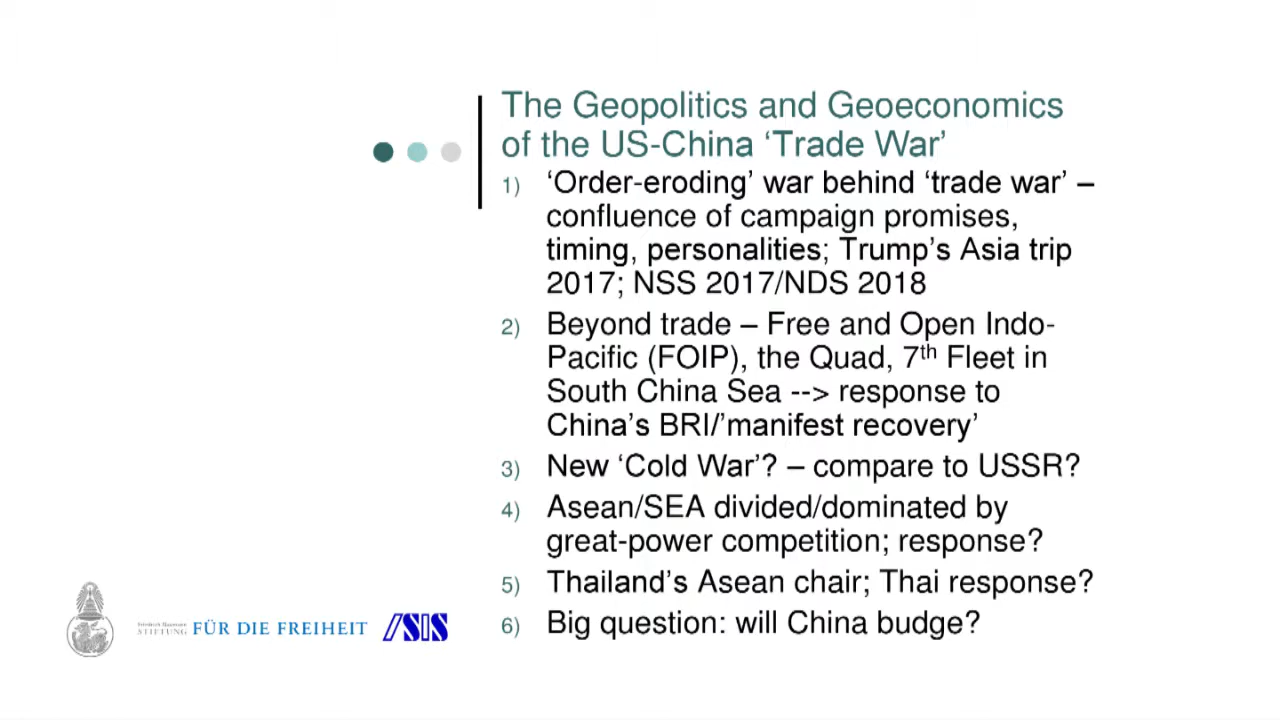 The Geopolitics and Geoeconomics
of the US-China ‘Trade War’
1) ‘Order-eroding’ war behind ‘trade war’ –
confluence of campaign promises,
timing, personalities; Trump’s Asia trip
2017; NSS 2017/NDS 2018
2) Beyond trade – Free and Open Indo-
Pacific (FOIP), the Quad, 7th Fleet in
South China Sea --> response to
China’s BRI/’manifest recovery’
3) New ‘Cold War’? – compare to USSR?
4) Asean/SEA divided/dominated by
great-power competition; response?
5) Thailand’s Asean chair; Thai response?
6) Big question: will China budge?
Friedrich Naumann
STIFTUNG FÜR DIE FREIHEIT
ISIS